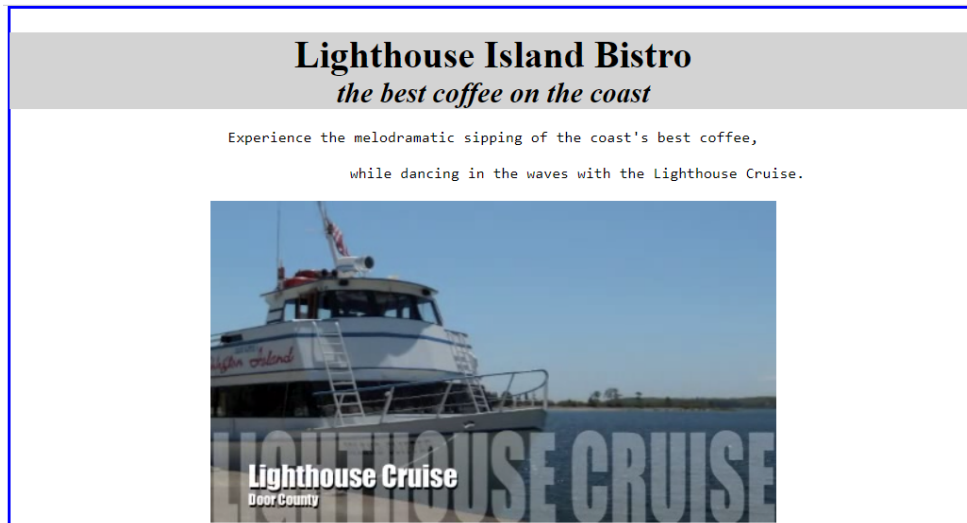 Lighthouse Island Bistro
the best coffee on the coast
Experience the melodramatic sipping of the coast's best coffee,
while dancing in the waves with the Lighthouse Cruise.
Island
LIGHTHOUSE CRUISE
Lighthouse Cruise
Door County